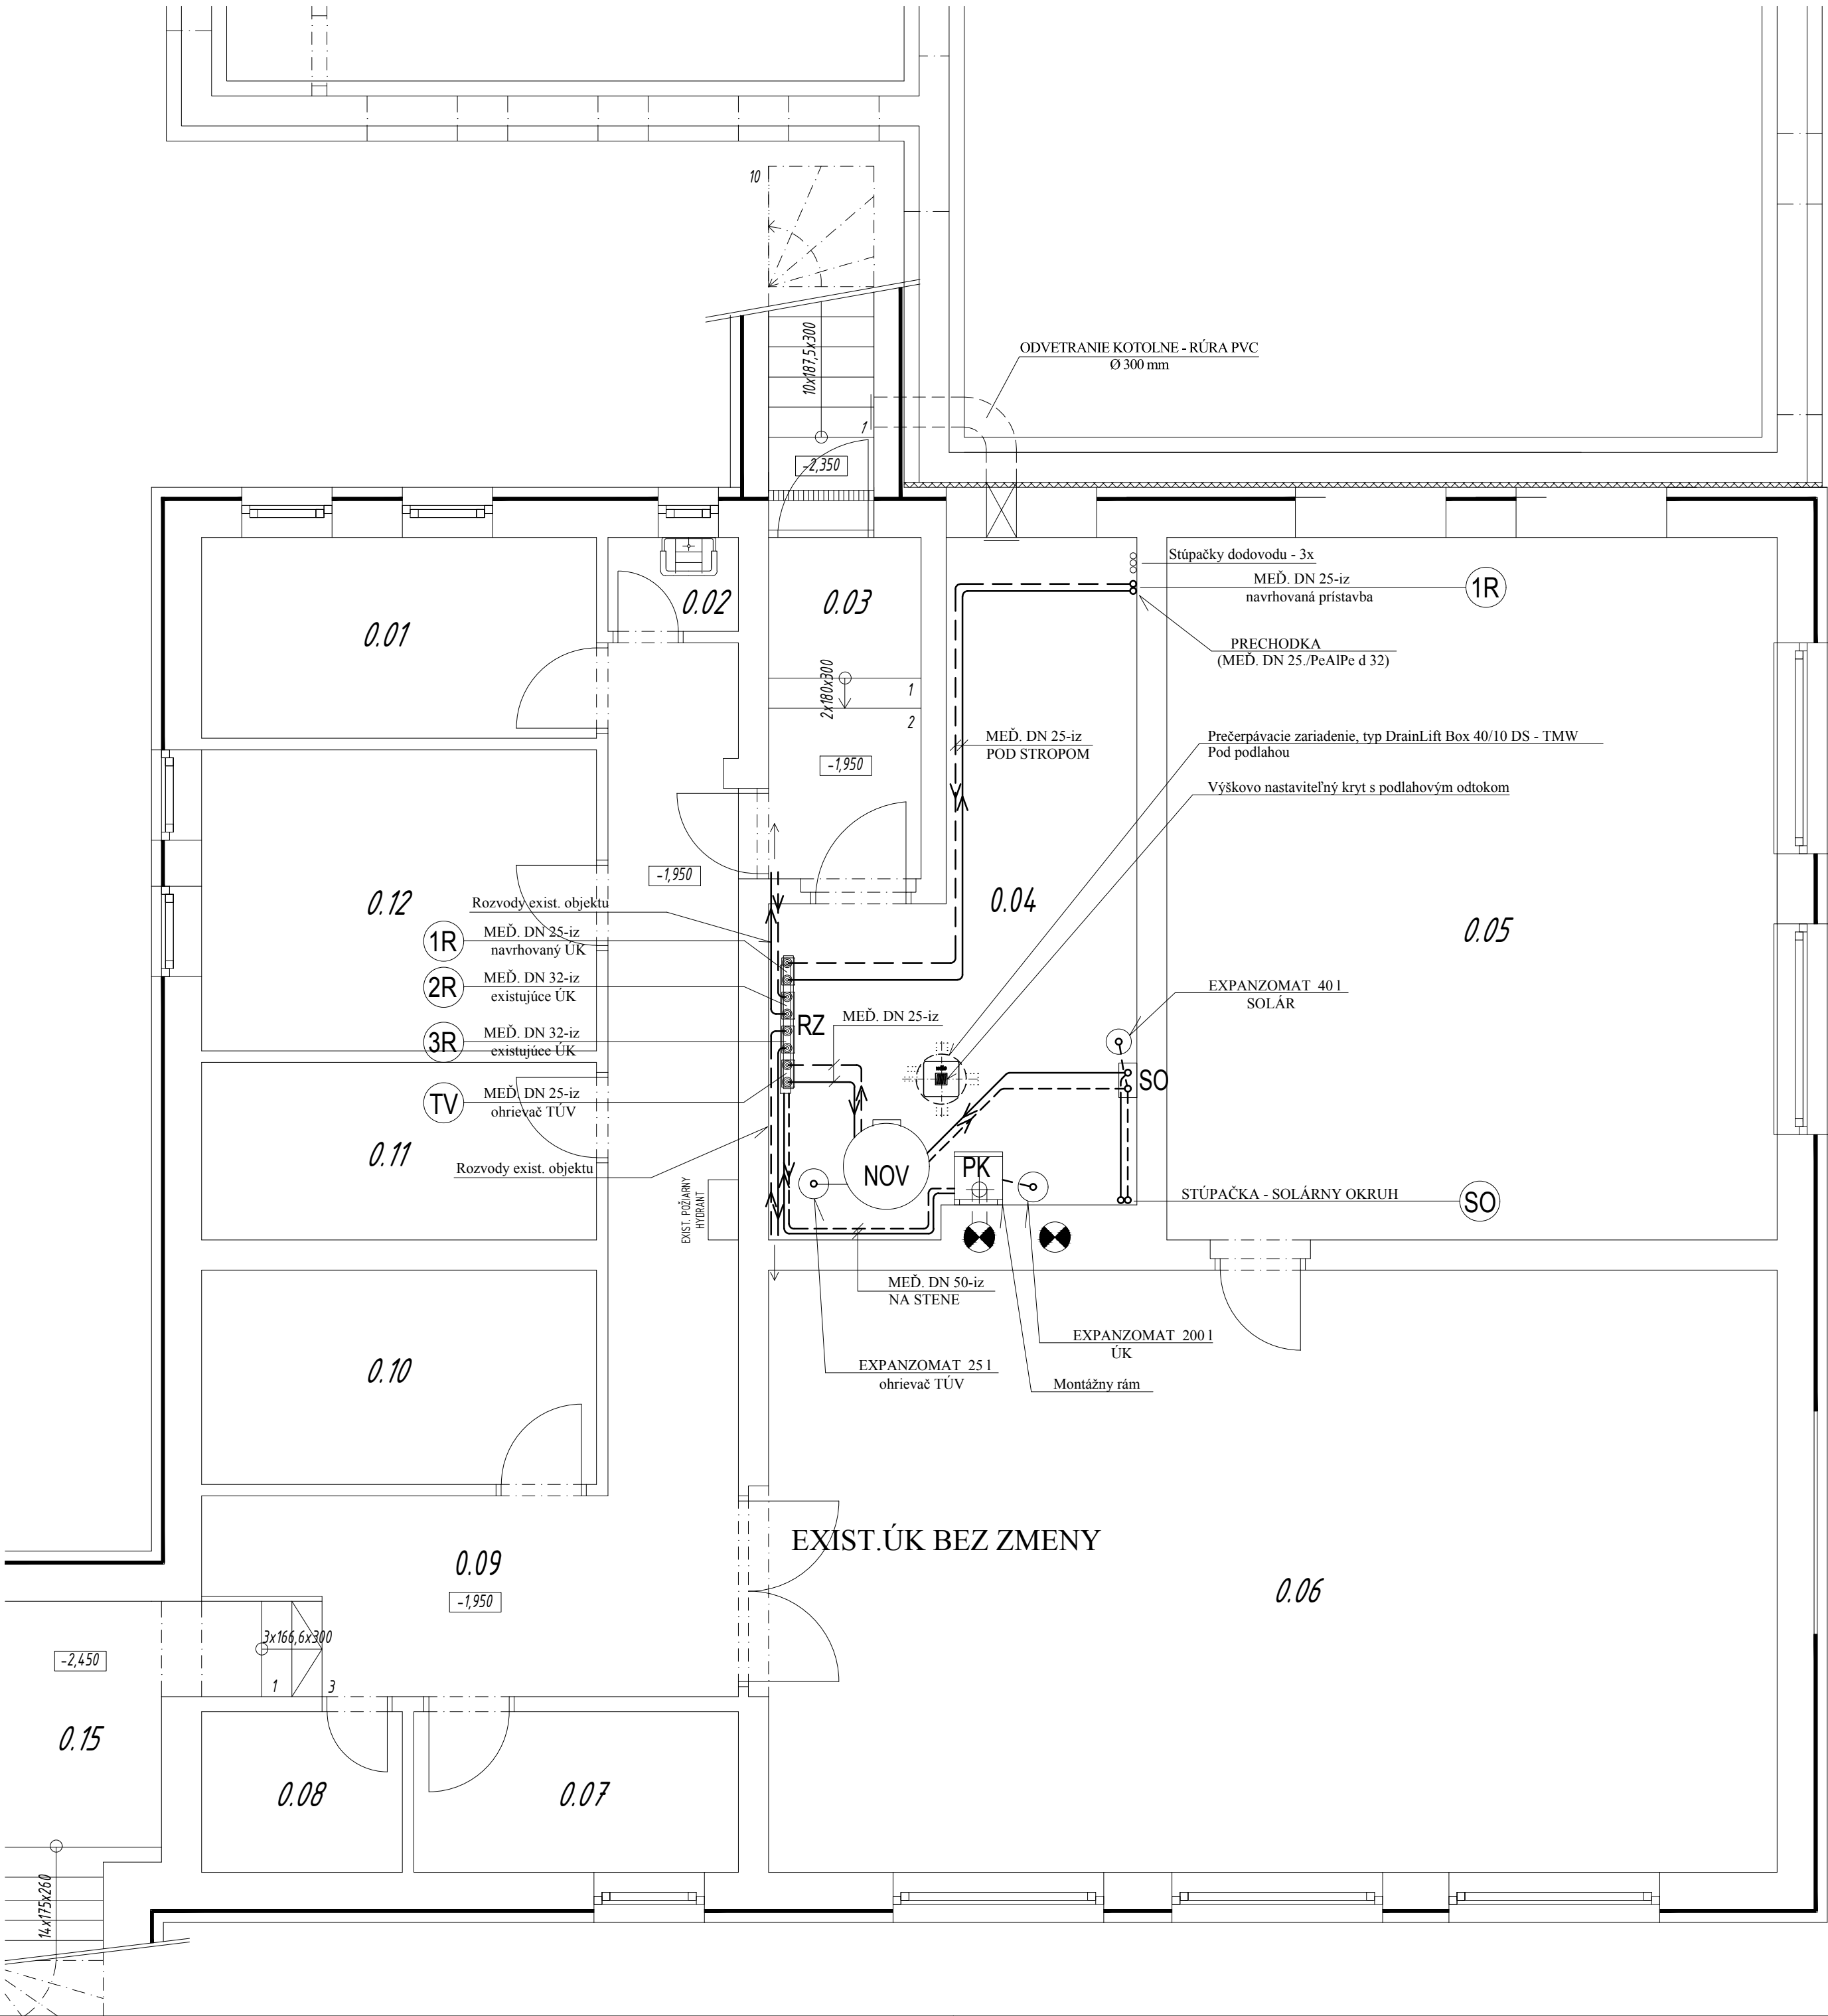 10
10x187,5x300
1
-2,350
ODVETRANIE KOTOLNE - RÚRA PVC
Ø 300 mm
0.01
0.02
0.03
Stúpačky dodovodu - 3x
MEĎ. DN 25-iz
navrhovaná prístavba
1R
PRECHODKA
(MEĎ. DN 25./PeAlPe d 32)
2x180x300
1
2
-1,950
MEĎ. DN 25-iz
POD STROPOM
Prečerpávacie zariadenie, typ DrainLift Box 40/10 DS - TMW
Pod podlahou
Výškovo nastaviteľný kryt s podlahovým odtokom
-1,950
0.12
0.04
0.05
Rozvody exist. objektu
1R
MEĎ. DN 25-iz
navrhovaný ÚK
2R
MEĎ. DN 32-iz
existujúce ÚK
3R
MEĎ. DN 32-iz
existujúce ÚK
TV
MEĎ. DN 25-iz
ohrievač TÚV
RZ
MEĎ. DN 25-iz
EXPANZOMAT 40 l
SOLÁR
SO
0.11
Rozvody exist. objektu
NOV
PK
EXIST. POŽIARNY
HYDRANT
STÚPAČKA - SOLÁRNY OKRUH
SO
MEĎ. DN 50-iz
NA STENE
EXPANZOMAT 200 l
ÚK
EXPANZOMAT 25 l
ohrievač TÚV
Montážny rám
0.10
EXIST.ÚK BEZ ZMENY
0.09
-1,950
0.06
3x166,6x300
1
3
-2,450
0.15
0.08
0.07
14x175x260